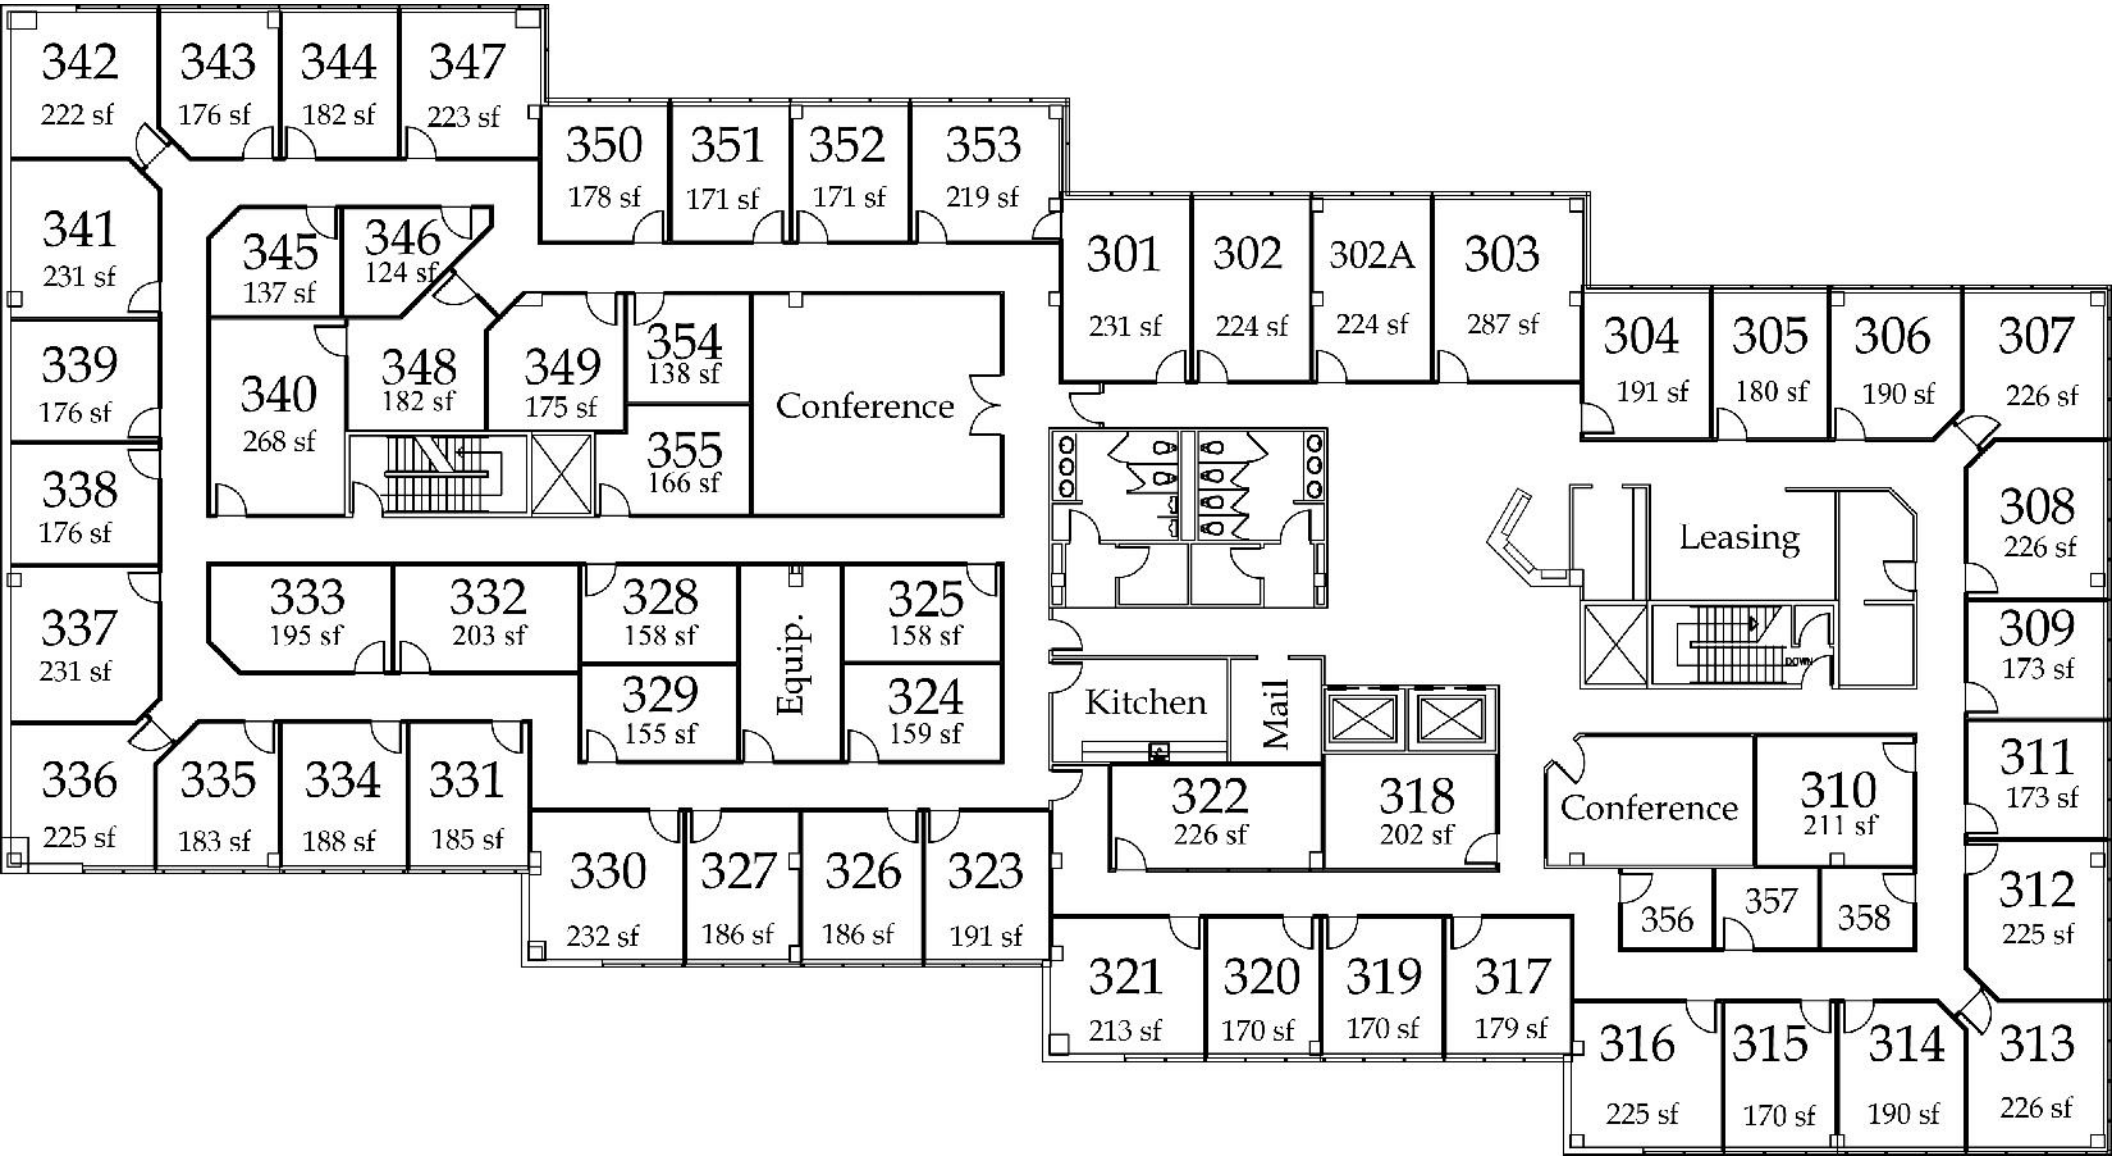 342
222 sf
343
176 sf
344
182 sf
347
223 sf
350
178 sf
351
171 sf
352
171 sf
353
219 sf
301
231 sf
302
224 sf
302A
224 sf
303
287 sf
304
191 sf
305
180 sf
306
190 sf
307
226 sf
341
231 sf
345
137 sf
346
124 sf
339
176 sf
340
268 sf
348
182 sf
349
175 sf
354
138 sf
355
166 sf
Conference
338
176 sf
308
226 sf
Leasing
337
231 sf
333
195 sf
332
203 sf
328
158 sf
329
155 sf
Equip.
325
158 sf
324
159 sf
Kitchen
Mail
DOWN
309
173 sf
311
173 sf
336
225 sf
335
183 sf
334
188 sf
331
185 sf
330
232 sf
327
186 sf
326
186 sf
323
191 sf
322
226 sf
318
202 sf
Conference
310
211 sf
312
225 sf
356
357
358
321
213 sf
320
170 sf
319
170 sf
317
179 sf
316
225 sf
315
170 sf
314
190 sf
313
226 sf